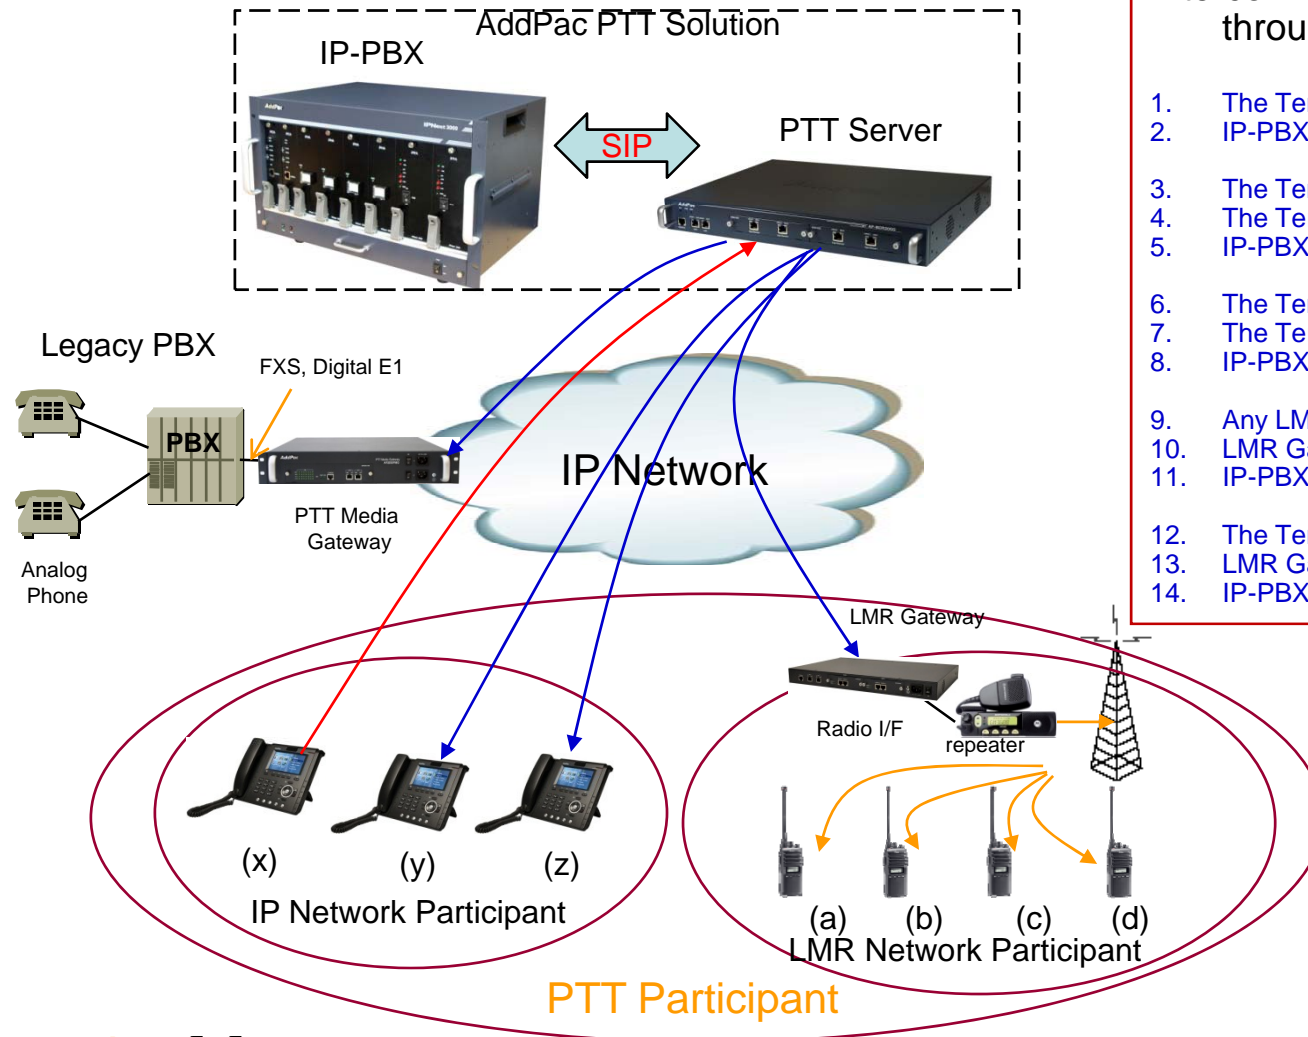 AddPac PTT Solution
IP-PBX
SIP
PTT Server
throu
1. The Te
2. IP-PBX
3. The Te
4. The Te
5. IP-PBX
6. The Te
7. The Te
8. IP-PBX
9. Any LM
10. LMR Ga
11. IP-PBX
12. The Te
13. LMR Ga
14. IP-PBX
Legacy PBX
FXS, Digital E1
PBX
AddPac
IP Network
PTT Media
Gateway
Analog
Phone
LMR Gateway
Radio I/F
repeater
(x)
(y)
(z)
IP Network Participant
(a)
(b)
(c)
(d)
LMR Network Participant
PTT Participant